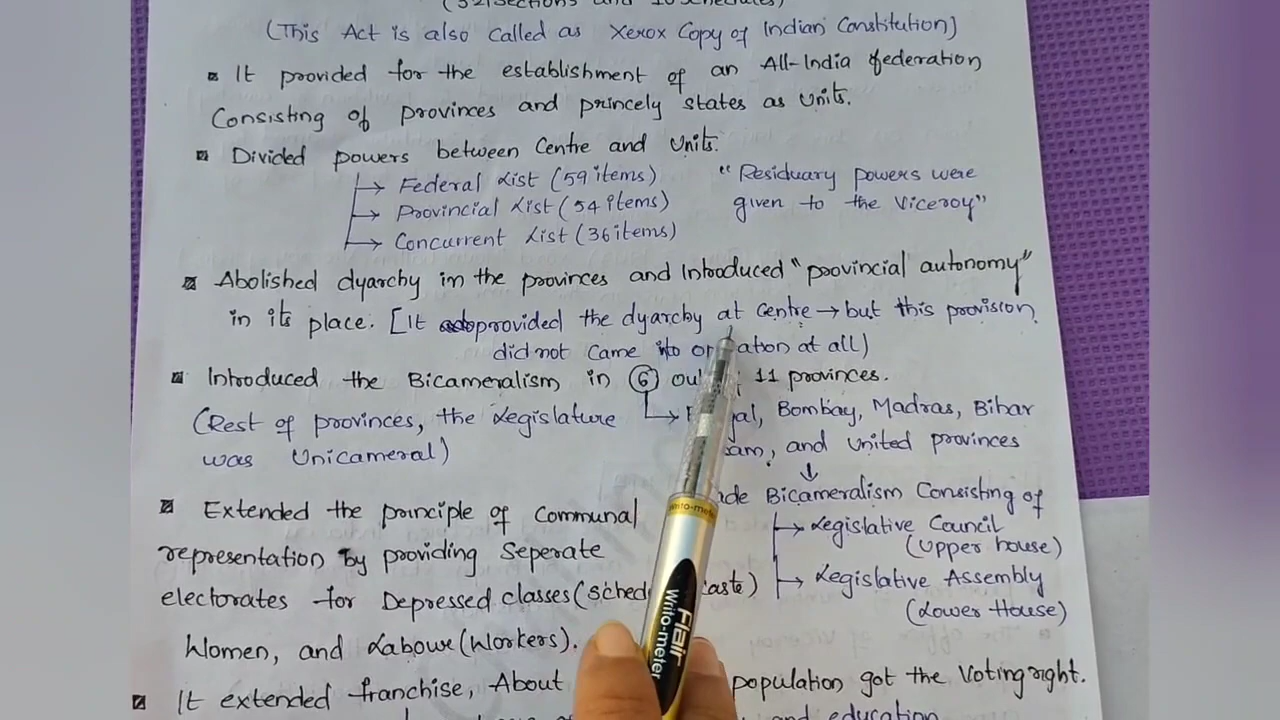 (This Act is also called as Xerox Copy of Indian Constitution)
It provided for the establishment of an All-India federation
Consisting of provinces and princely states as Units.
Divided powers between Centre and Units.
Federal List (59 items)
Provincial List (54 items)
Concurrent List (36 items)
"Residuary powers were
given to the Viceroy"
Abolished dyarchy in the provinces and Introduced "provincial autonomy"
in its place. [It provided the dyarchy at Centre → but this provision
did not came into at all)
Introduced the Bicameralism in 6 11 provinces.
(Rest of provinces, the Legislature
was Unicameral)
→ Bombay, Madras, Bihar
and United provinces
↓
Bicameralism Consisting of
→ Legislative Council
(Upper house)
→ Legislative Assembly
(Lower House)
Extended the principle of Communal
representation by providing Seperate
electorates for Depressed classes (
Women, and Labour (Workers).
It extended franchise, About population got the Voting right.
and education
Flair
Writo-meter